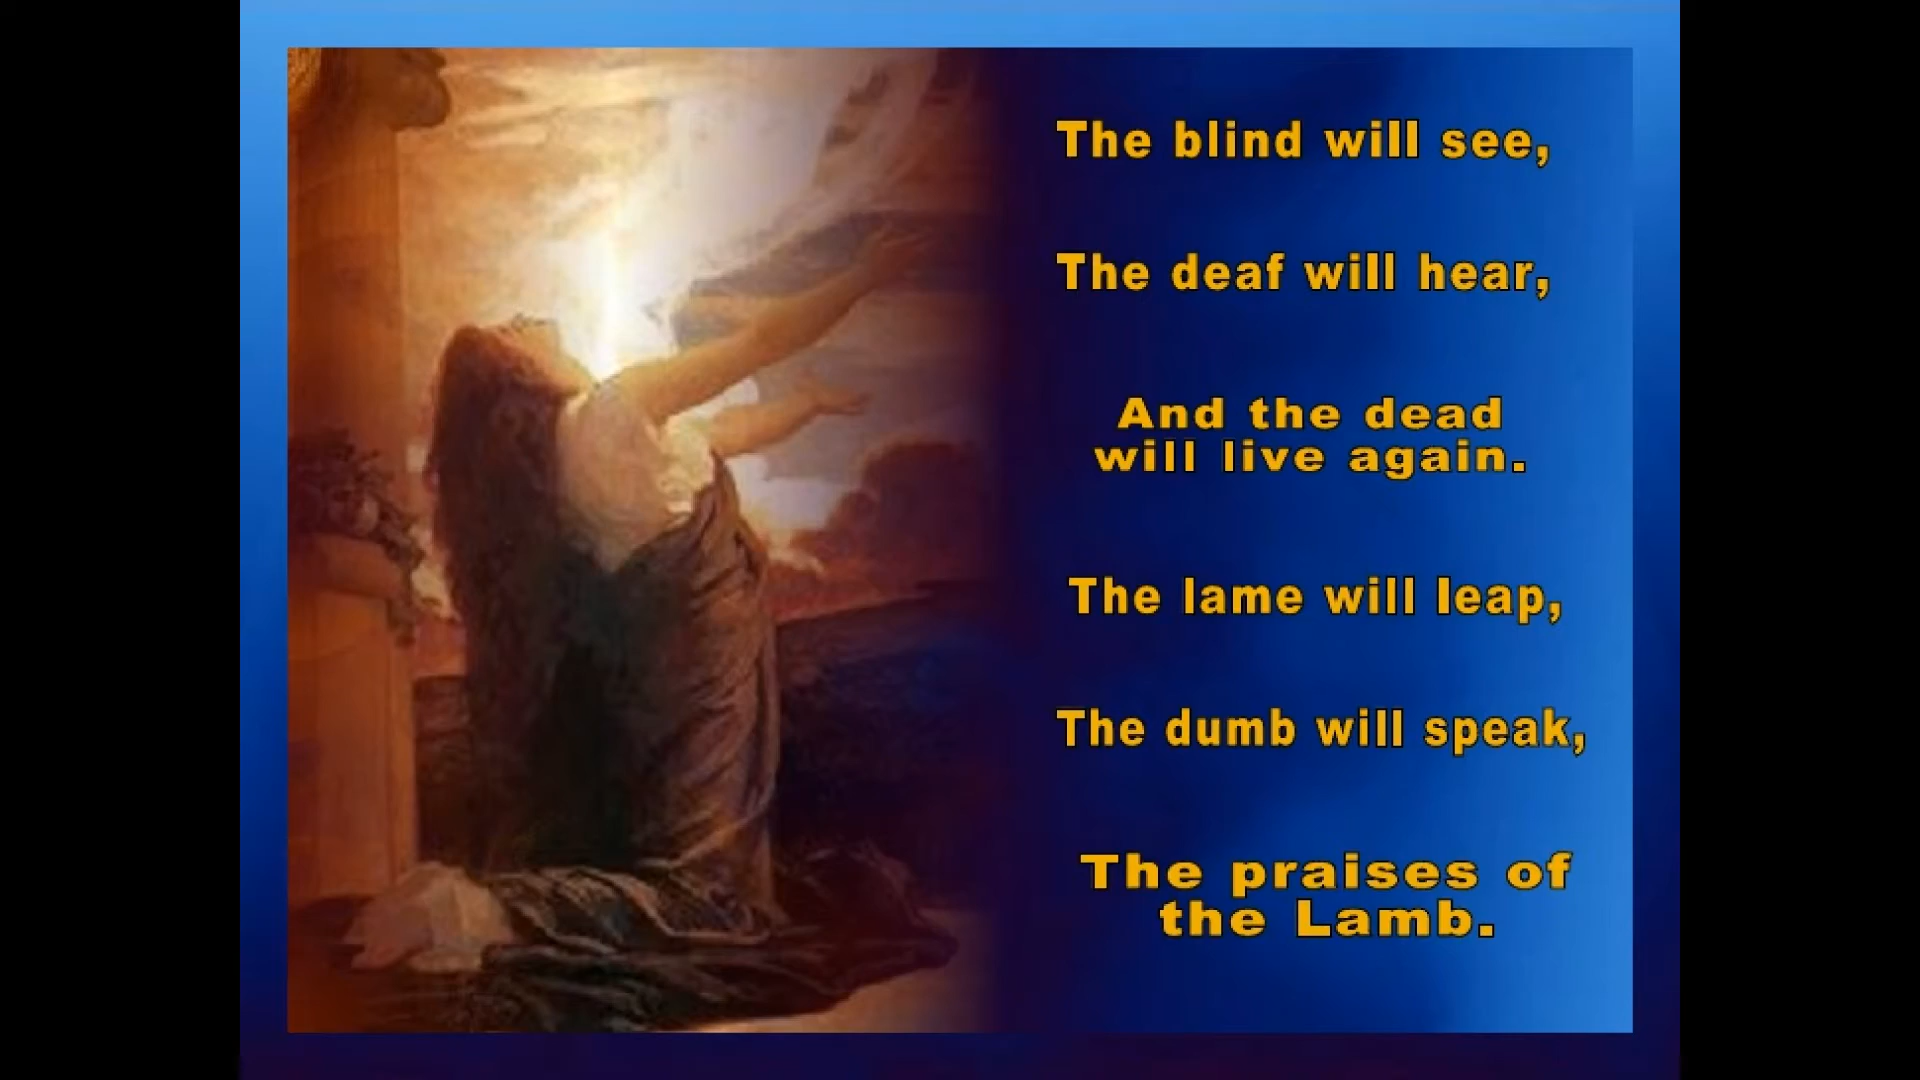 The blind will see,
The deaf will hear,
And the dead
will live again.
The lame will leap,
The dumb will speak,
The praises of
the Lamb.